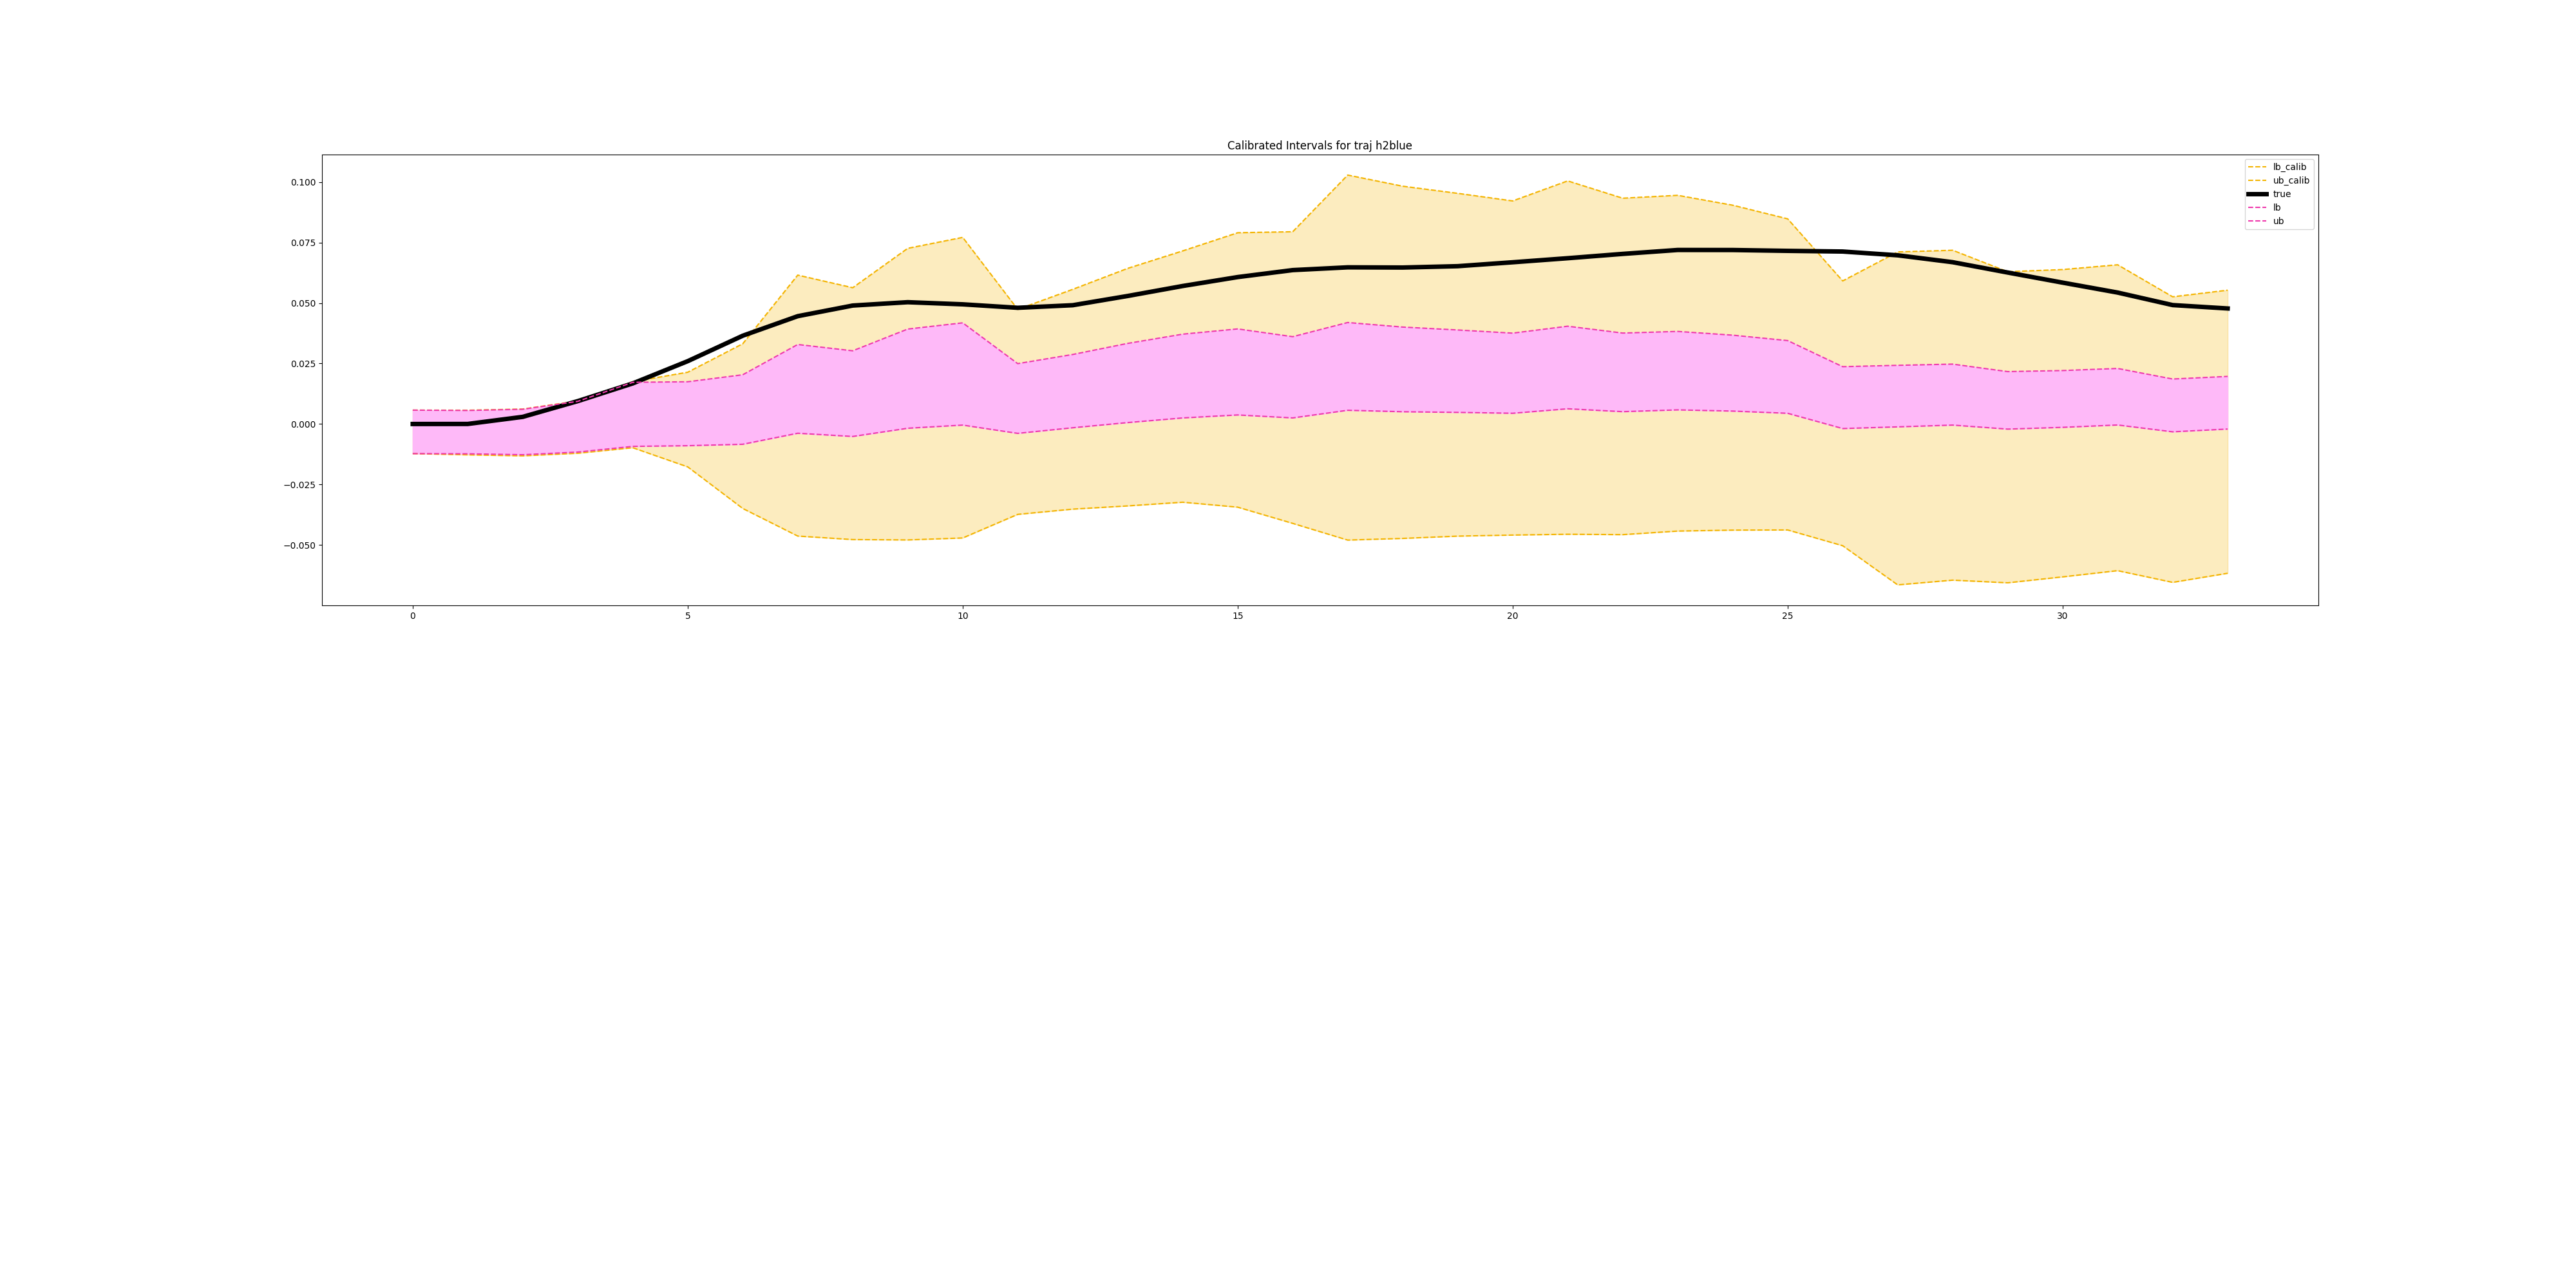 Calibrated Intervals for traj h2blue
lb_calib
ub_calib
true
lb
ub
0.100
0.075
0.050
0.025
0.000
−0.025
−0.050
0 5 10 15 20 25 30